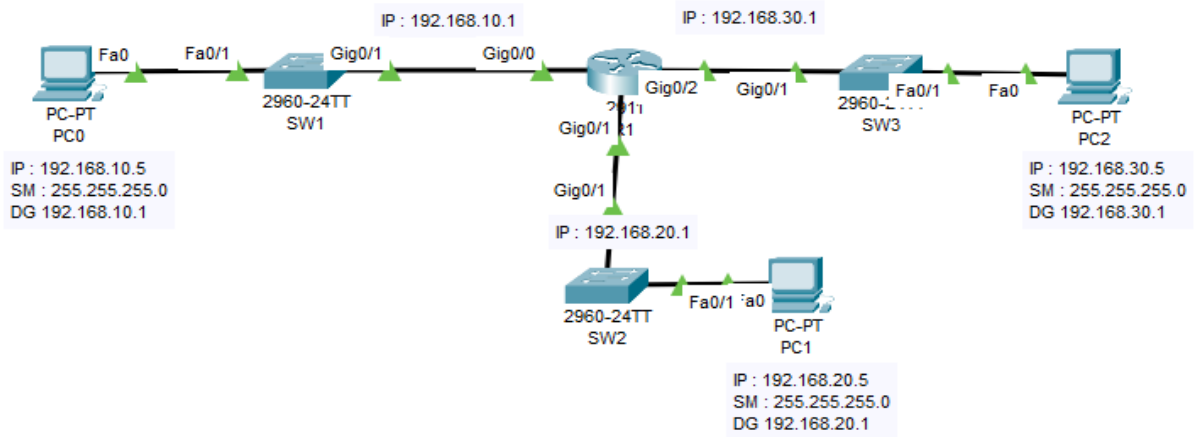 IP : 192.168.10.1
IP : 192.168.30.1
Fa0
Fa0/1
Gig0/1
Gig0/0
Gig0/2
Gig0/1
Fa0/1
Fa0
PC-PT
PC0
2960-24TT
SW1
Gig0/1
SW3
PC-PT
PC2
IP : 192.168.10.5
SM : 255.255.255.0
DG 192.168.10.1
IP : 192.168.30.5
SM : 255.255.255.0
DG 192.168.30.1
Gig0/1
IP : 192.168.20.1
Fa0/1
Fa0
2960-24TT
SW2
PC-PT
PC1
IP : 192.168.20.5
SM : 255.255.255.0
DG 192.168.20.1